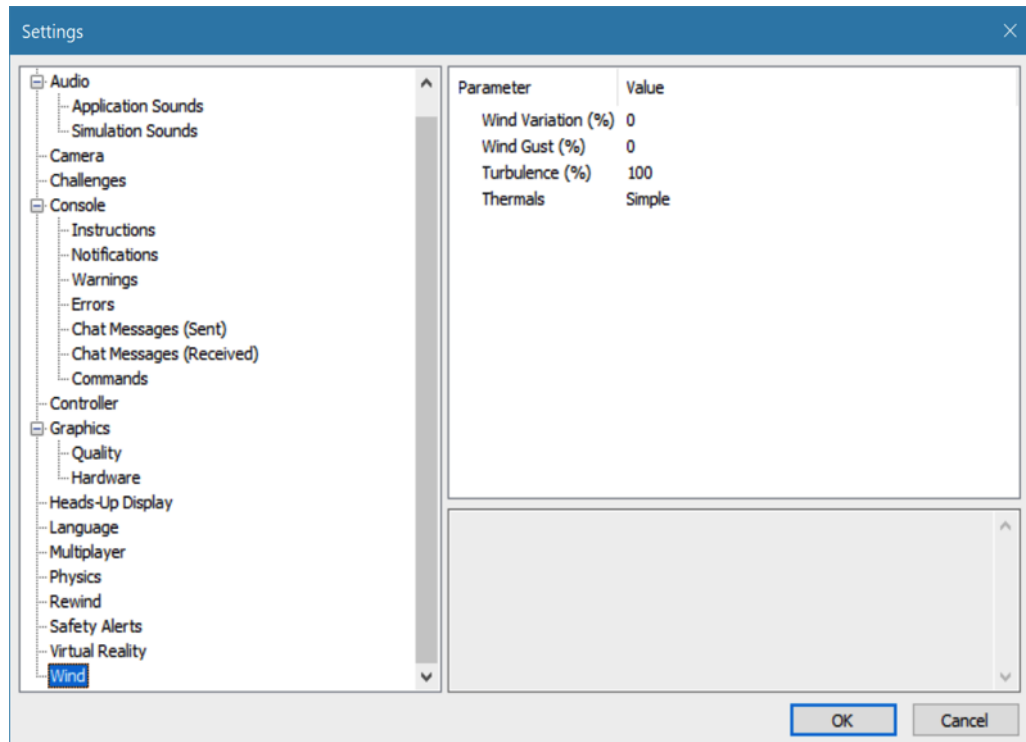 Settings
Audio
Application Sounds
Simulation Sounds
Camera
Challenges
Console
Instructions
Notifications
Warnings
Errors
Chat Messages (Sent)
Chat Messages (Received)
Commands
Controller
Graphics
Quality
Hardware
Heads-Up Display
Language
Multiplayer
Physics
Rewind
Safety Alerts
Virtual Reality
Wind
Parameter Value
Wind Variation (%) 0
Wind Gust (%) 0
Turbulence (%) 100
Thermals Simple
OK Cancel